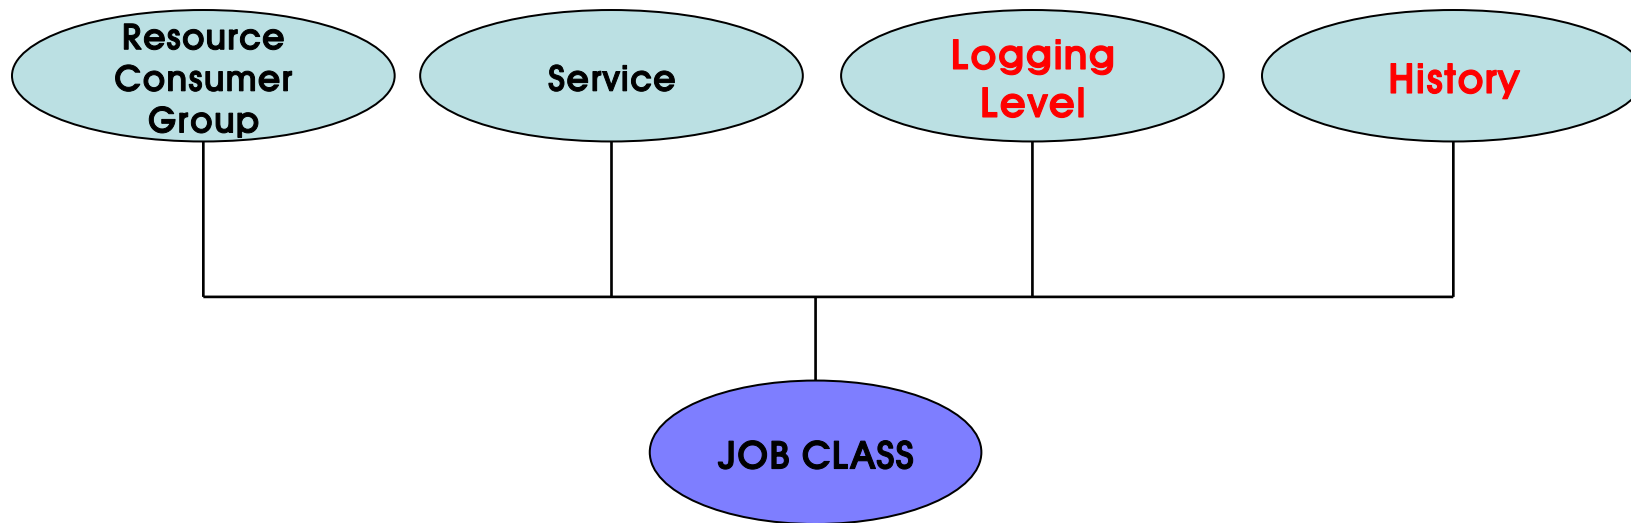 Resource
Consumer
Group
Service
Logging
Level
History
JOB CLASS